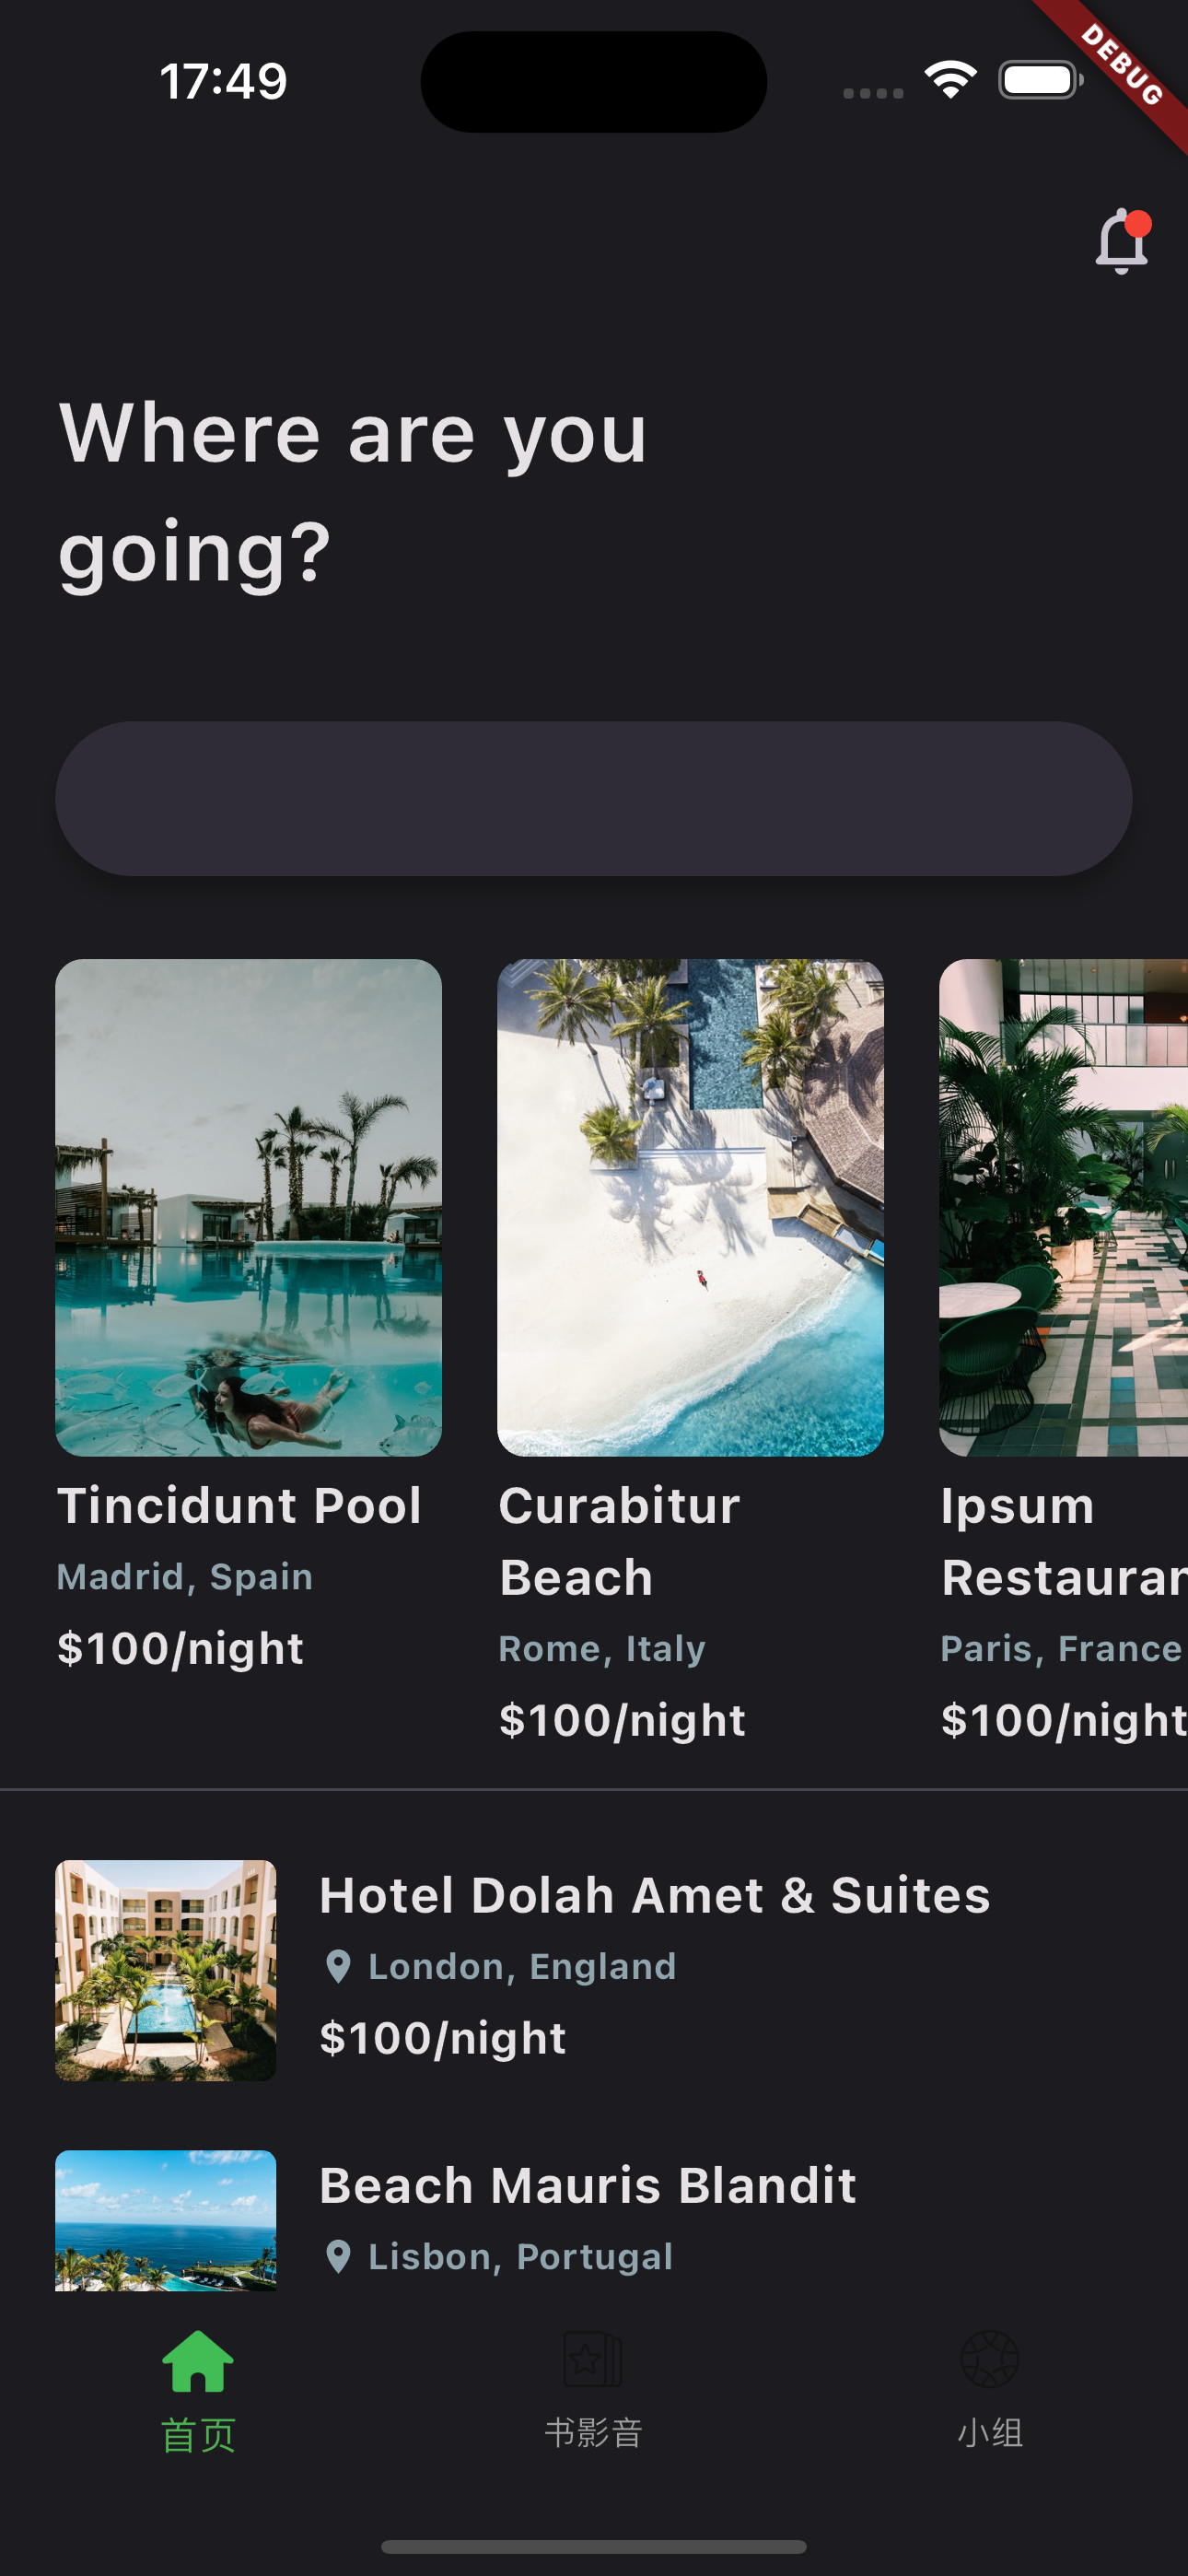 17:49
DEBUG
Where are you
going?
Tincidunt Pool
Madrid, Spain
$100/night
Curabitur
Beach
Rome, Italy
$100/night
Ipsum
Restauran
Paris, France
$100/night
Hotel Dolah Amet & Suites
London, England
$100/night
Beach Mauris Blandit
Lisbon, Portugal
首页
书影音
小组